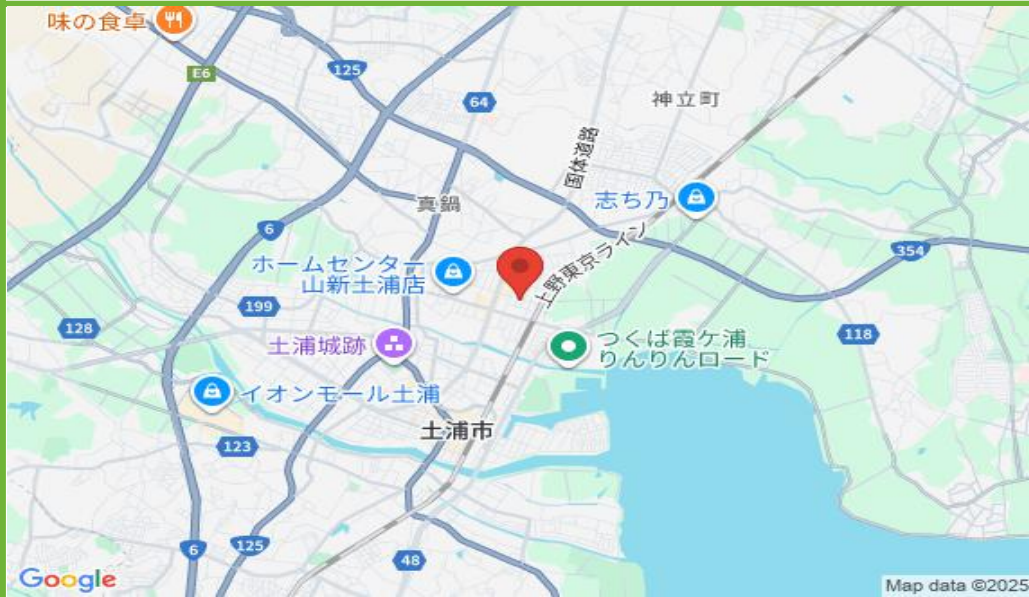 味の食卓
E6
125
64
神立町
国体道路
志ち乃
真鍋
6
354
ホームセンター
山新土浦店
上野東京ライン
199
128
土浦城跡
つくば霞ケ浦
りんりんロード
118
イオンモール土浦
土浦市
123
6
125
48
Google
Map data ©2025